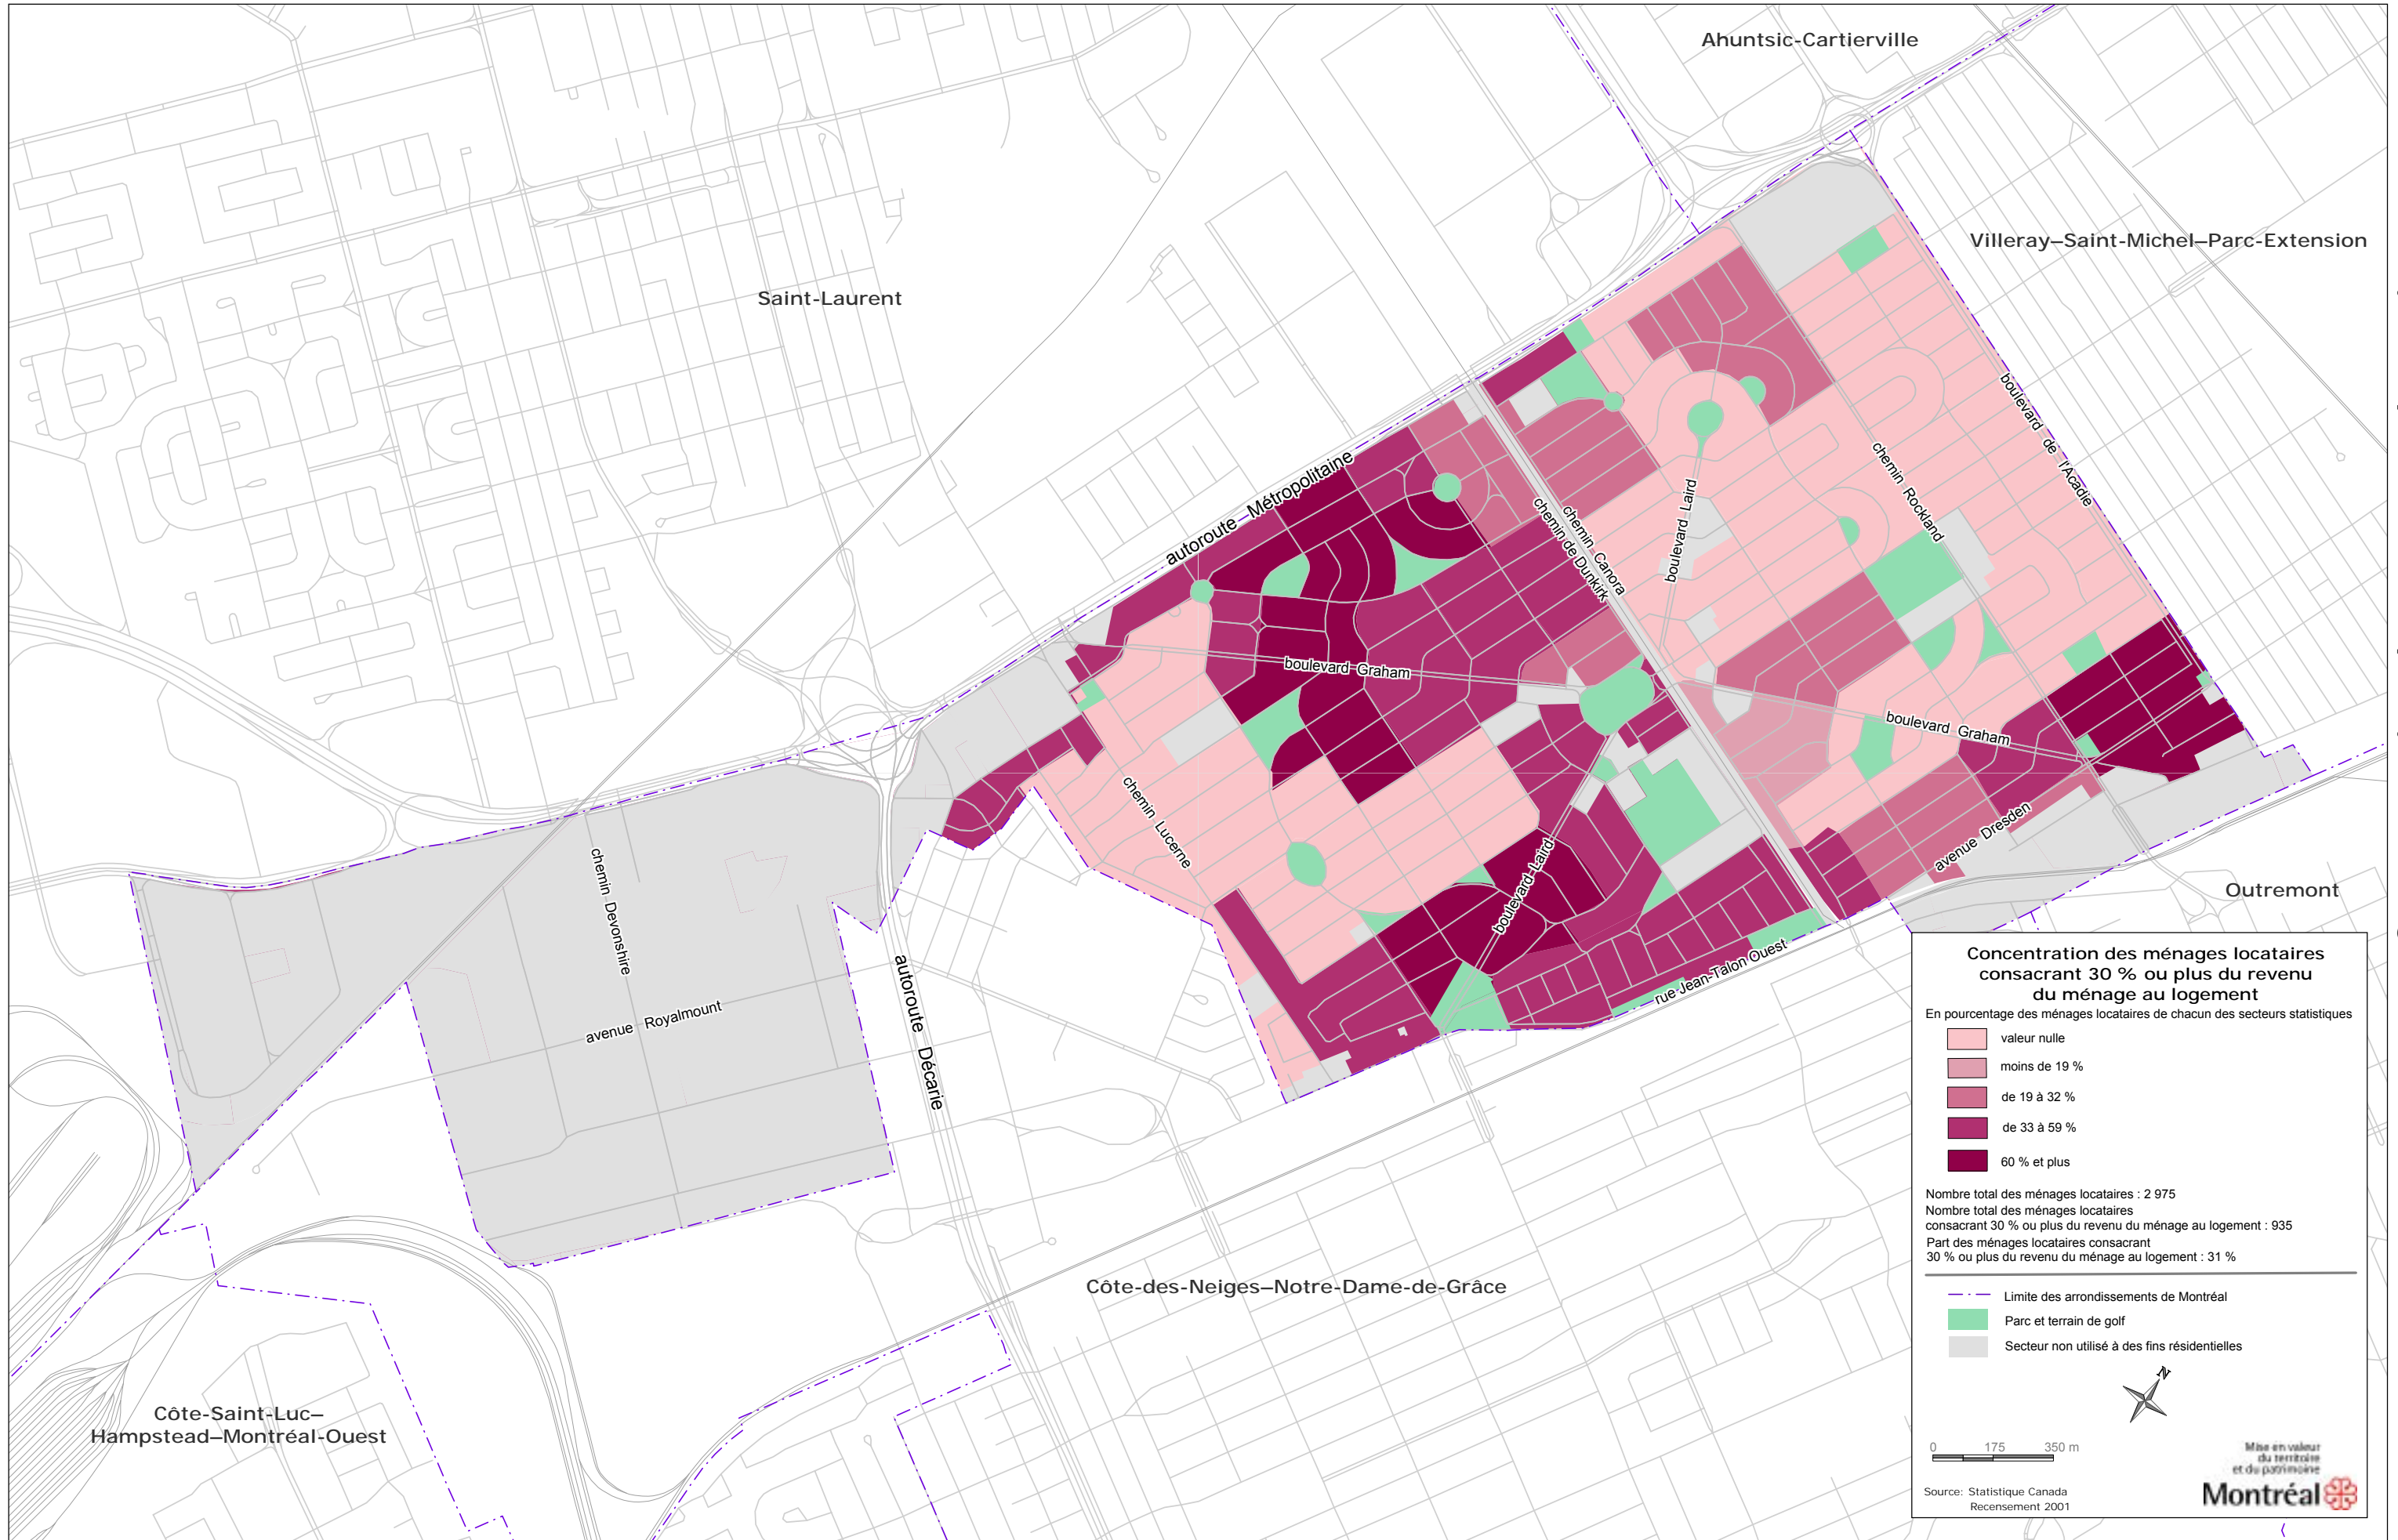 Ahuntsic-Cartierville
Villeray–Saint-Michel–Parc-Extension
Saint-Laurent
boulevard de l'Acadie
chemin Rockland
autoroute Métropolitaine
chemin Canora
chemin de Dunkirk
boulevard Laird
boulevard Graham
boulevard Graham
chemin Lucerne
avenue Dresden
boulevard Laird
chemin Devonshire
Outremont
rue Jean-Talon Ouest
avenue Royalmount
autoroute Décarie
Côte-des-Neiges–Notre-Dame-de-Grâce
Côte-Saint-Luc–
Hampstead–Montréal-Ouest
Concentration des ménages locataires
consacrant 30 % ou plus du revenu
du ménage au logement
En pourcentage des ménages locataires de chacun des secteurs statistiques
valeur nulle
moins de 19 %
de 19 à 32 %
de 33 à 59 %
60 % et plus
Nombre total des ménages locataires : 2 975
Nombre total des ménages locataires
consacrant 30 % ou plus du revenu du ménage au logement : 935
Part des ménages locataires consacrant
30 % ou plus du revenu du ménage au logement : 31 %
Limite des arrondissements de Montréal
Parc et terrain de golf
Secteur non utilisé à des fins résidentielles
N
0 175 350 m
Mise en valeur
du territoire
et du patrimoine
Montréal
Source: Statistique Canada
Recensement 2001